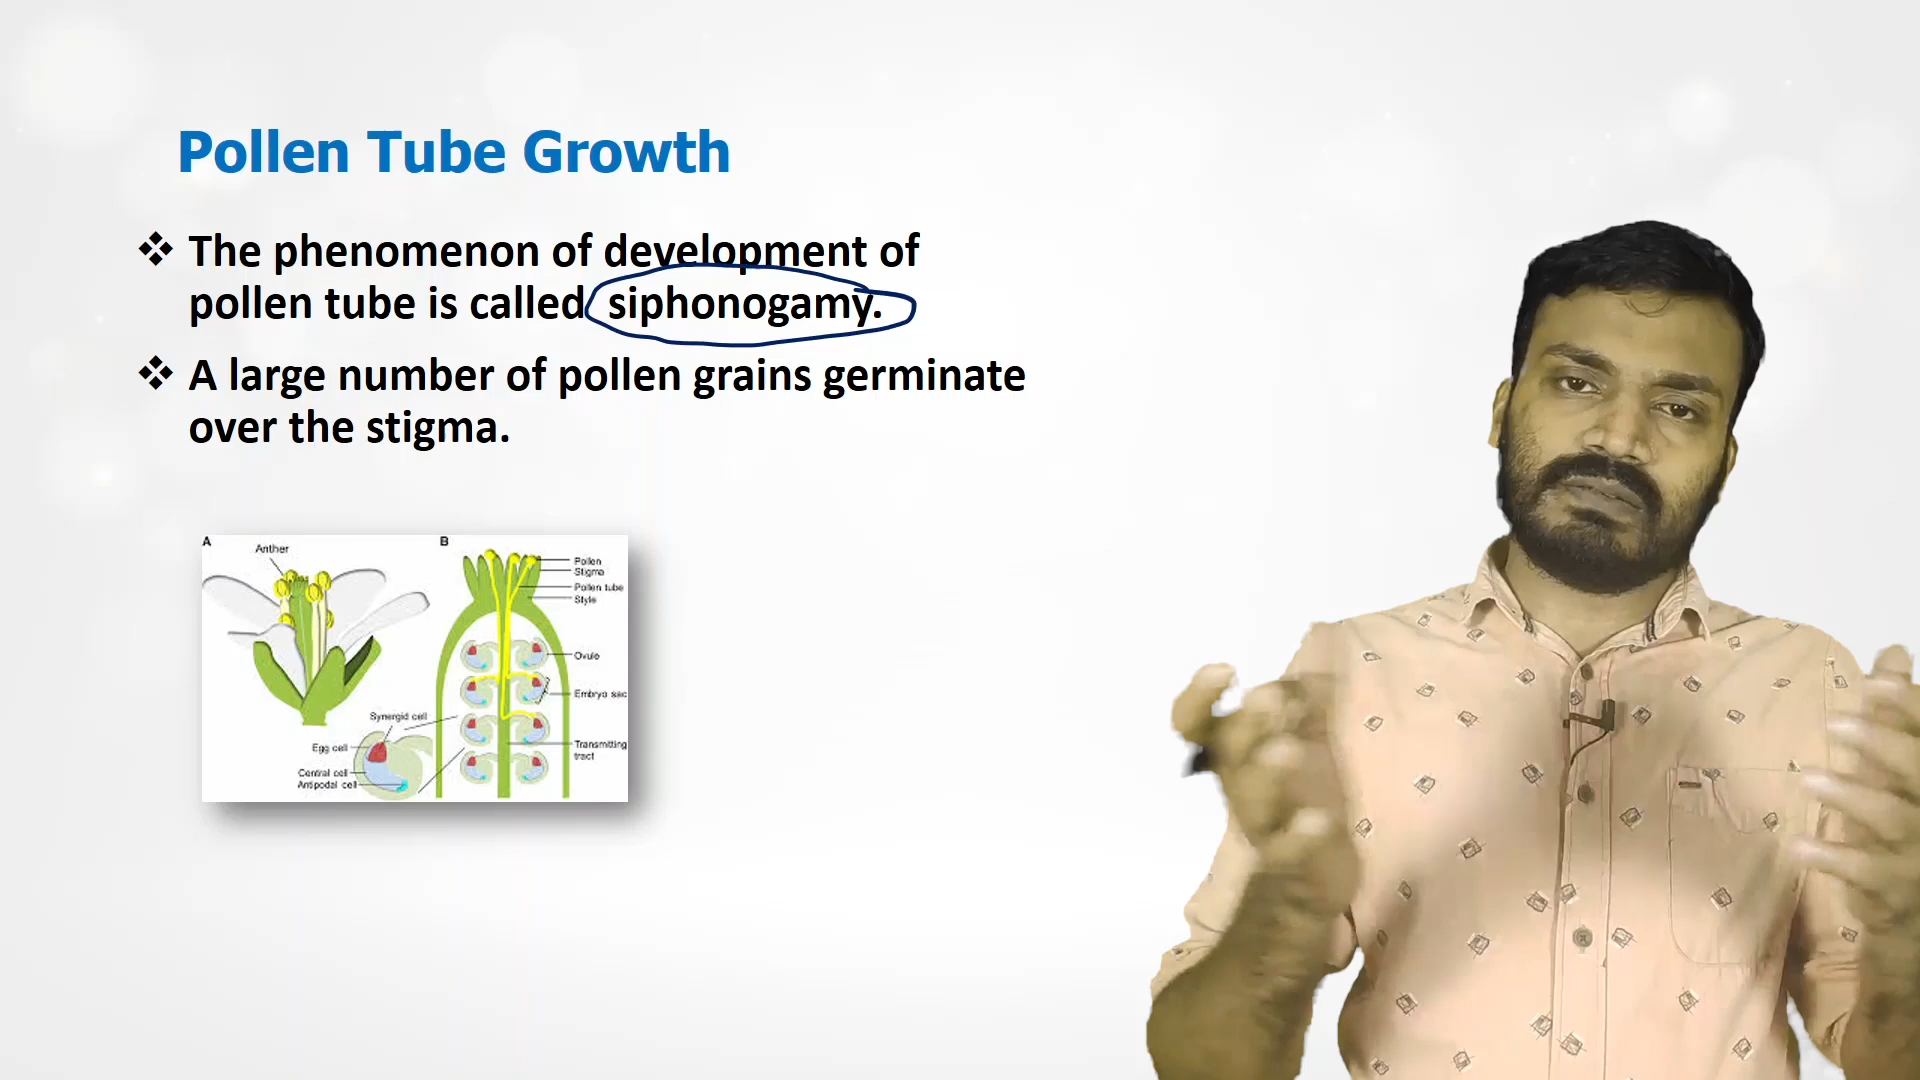 Pollen Tube Growth
❖ The phenomenon of development of
pollen tube is called siphonogamy.
❖ A large number of pollen grains germinate
over the stigma.
A
Anther
B
Pollen
Stigma
Pollen tube
Style
Ovule
Embryo sac
Synergid cell
Egg cell
Central cell
Antipodal cell
Transmitting
tract